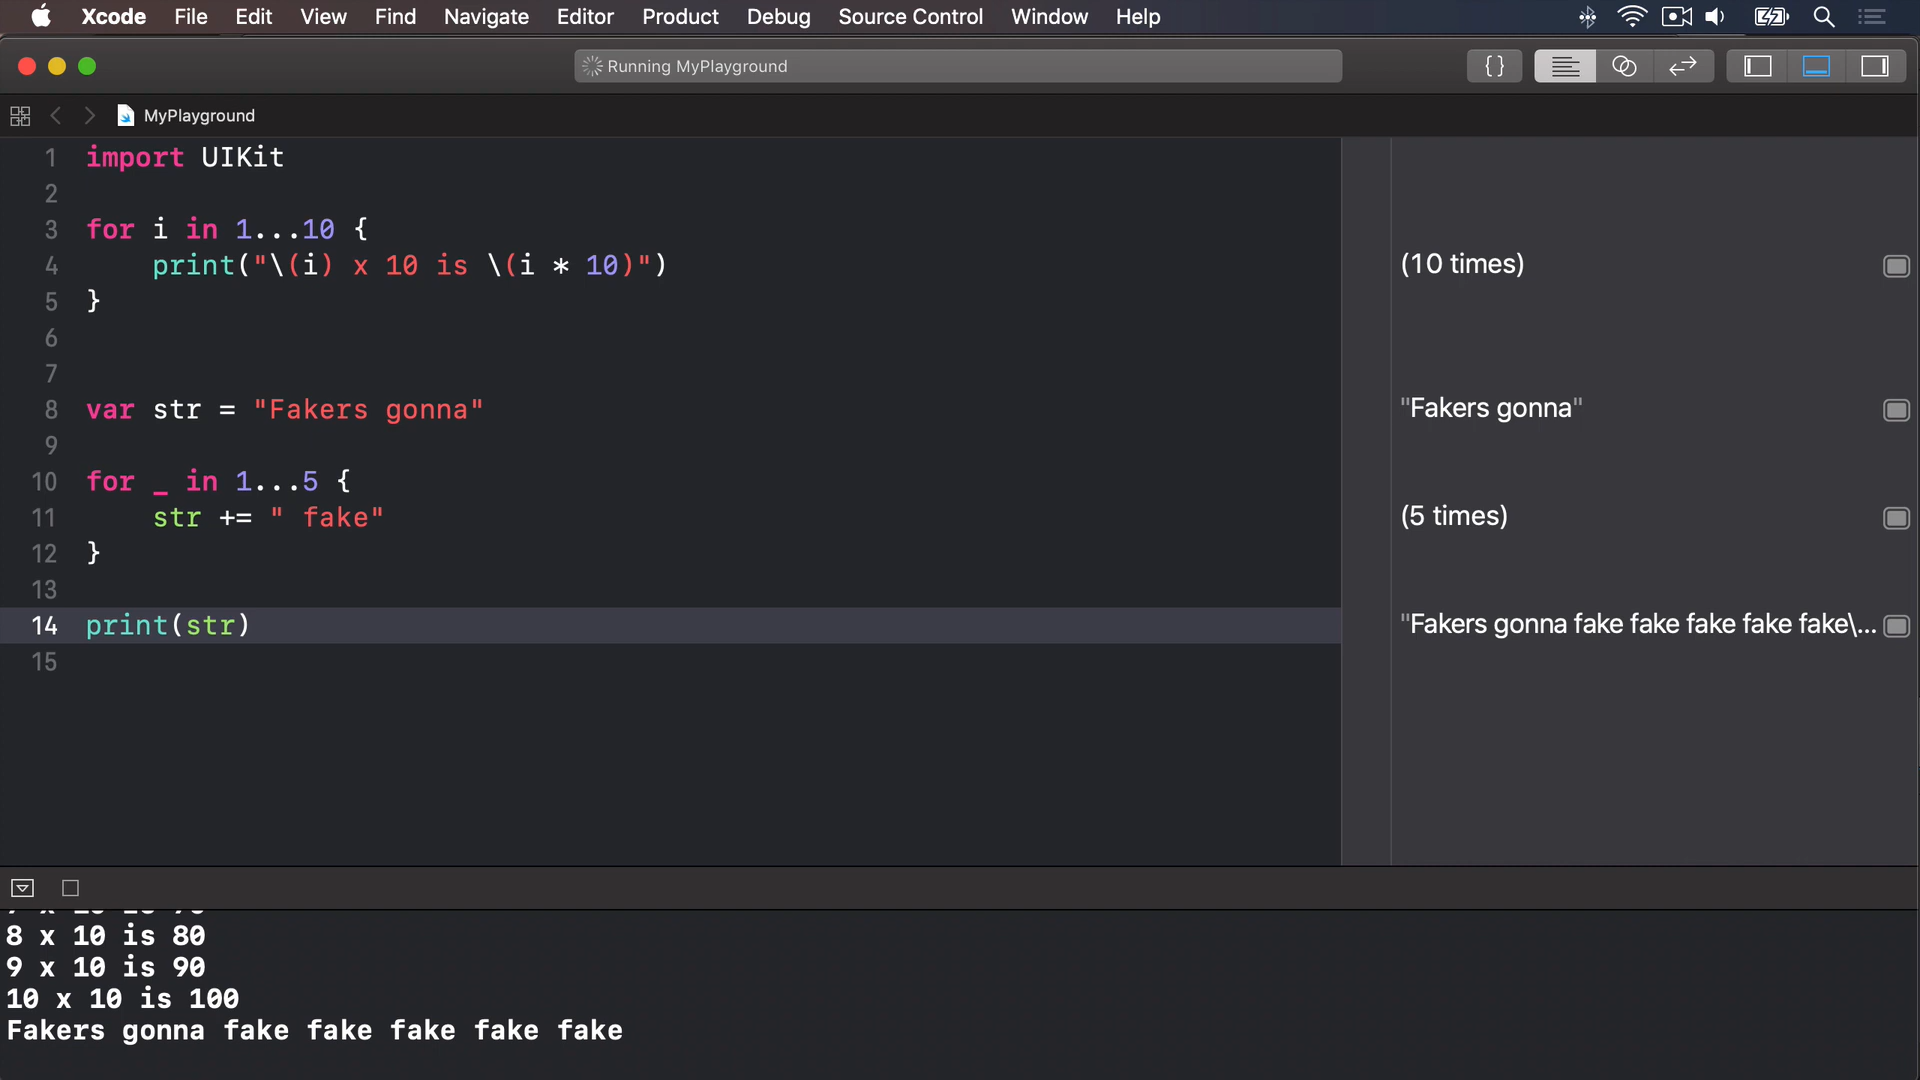 Xcode File Edit View Find Navigate Editor Product Debug Source Control Window Help
Running MyPlayground
{ }
MyPlayground
1 import UIKit
2
3 for i in 1...10 {
4 print("\(i) x 10 is \(i * 10)") (10 times)
5 }
6
7
8 var str = "Fakers gonna" "Fakers gonna"
9
10 for _ in 1...5 {
11 str += " fake" (5 times)
12 }
13
14 print(str) "Fakers gonna fake fake fake fake fake\...
15
8 x 10 is 80
9 x 10 is 90
10 x 10 is 100
Fakers gonna fake fake fake fake fake